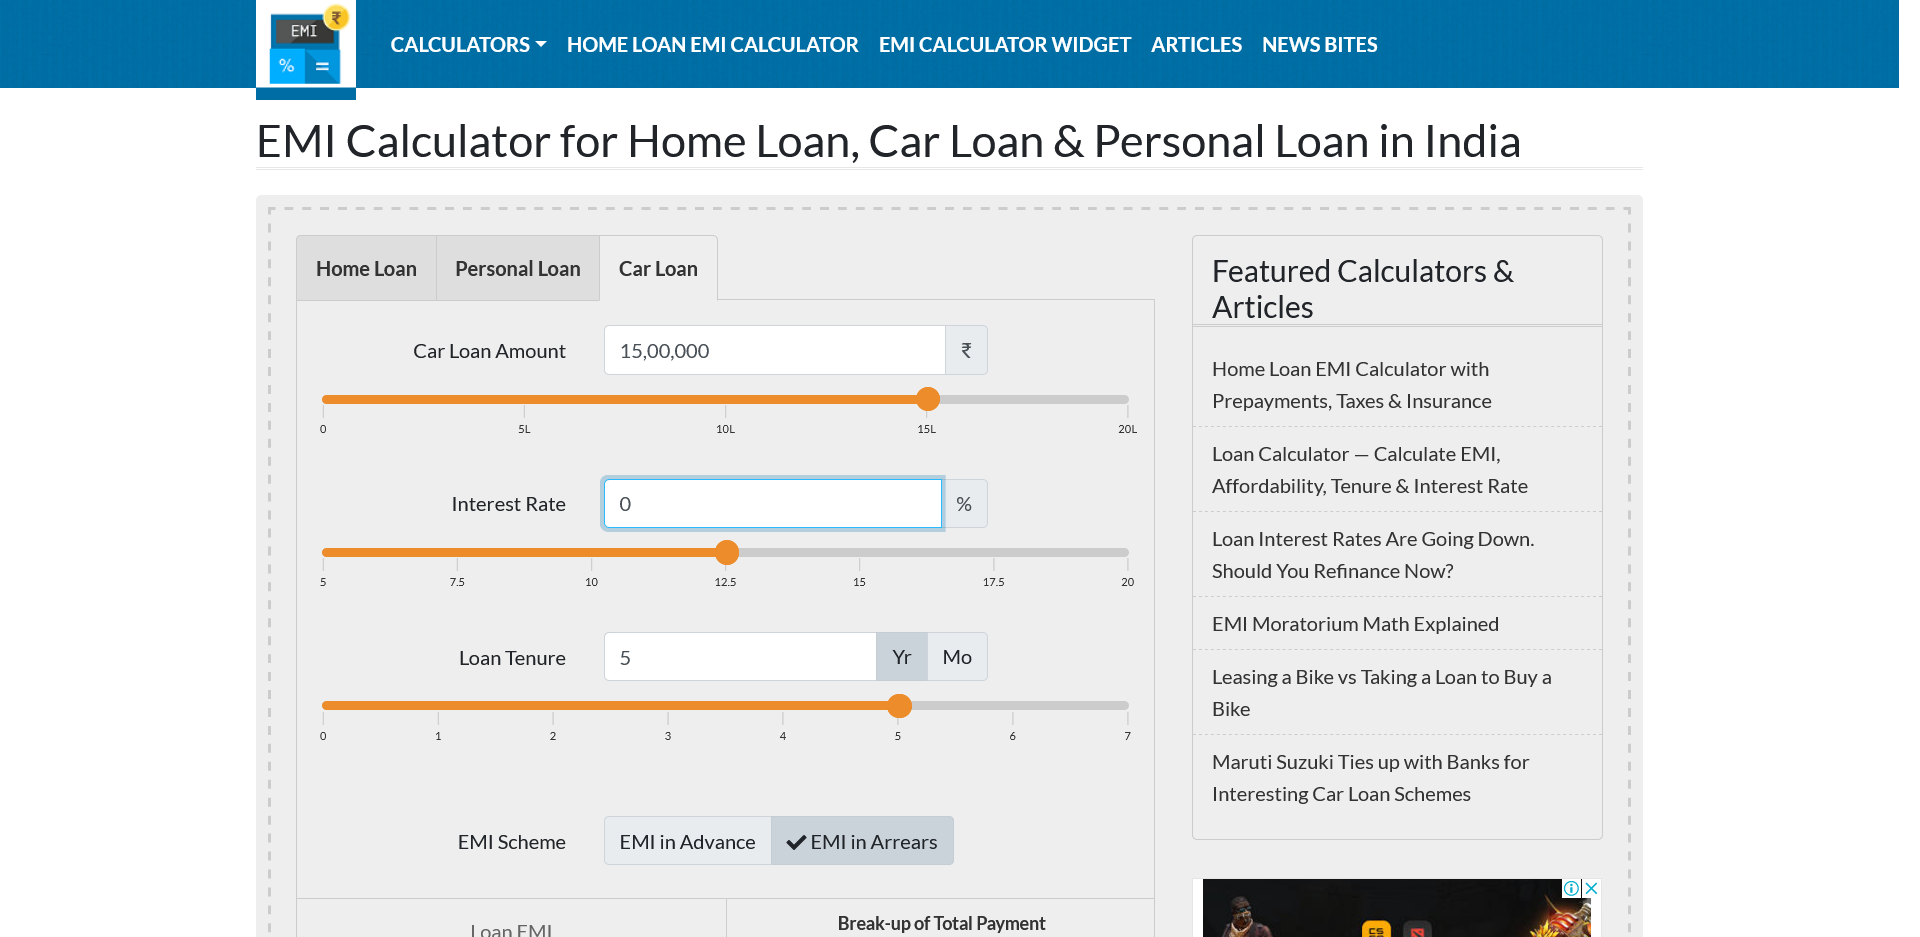 EMI
₹
%
=
CALCULATORS
HOME LOAN EMI CALCULATOR
EMI CALCULATOR WIDGET
ARTICLES
NEWS BITES
EMI Calculator for Home Loan, Car Loan & Personal Loan in India
Home Loan
Personal Loan
Car Loan
Car Loan Amount
15,00,000
₹
0
5L
10L
15L
20L
Interest Rate
0
%
5
7.5
10
12.5
15
17.5
20
Loan Tenure
5
Yr
Mo
0
1
2
3
4
5
6
7
EMI Scheme
EMI in Advance
EMI in Arrears
Loan EMI
Break-up of Total Payment
Featured Calculators &
Articles
Home Loan EMI Calculator with
Prepayments, Taxes & Insurance
Loan Calculator — Calculate EMI,
Affordability, Tenure & Interest Rate
Loan Interest Rates Are Going Down.
Should You Refinance Now?
EMI Moratorium Math Explained
Leasing a Bike vs Taking a Loan to Buy a
Bike
Maruti Suzuki Ties up with Banks for
Interesting Car Loan Schemes
CS